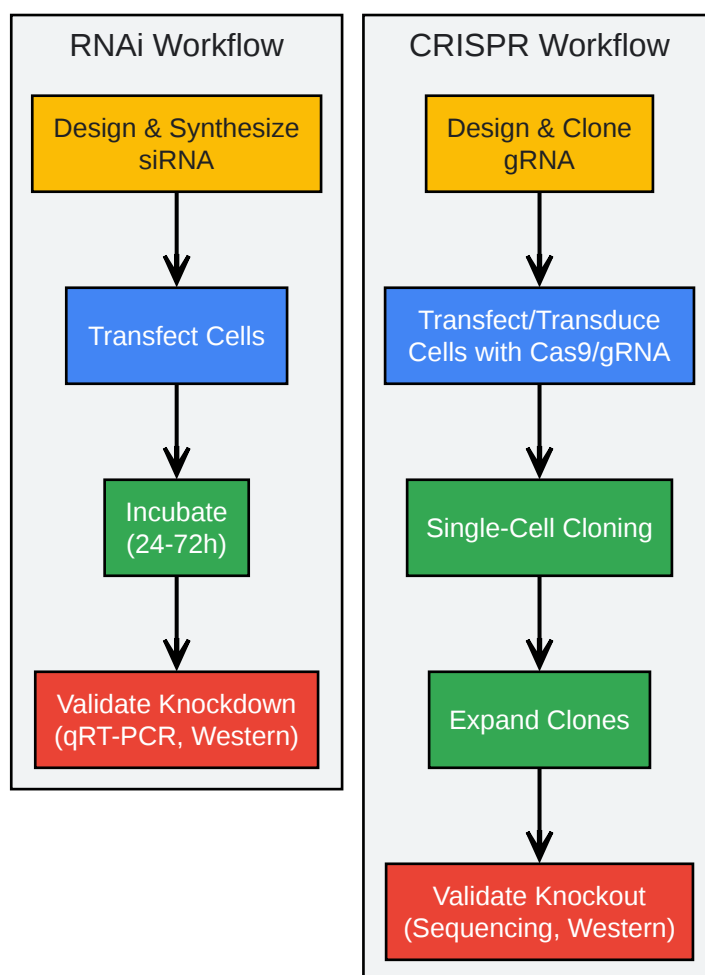 RNAi Workflow
Design & Synthesize
siRNA
Transfect Cells
Incubate
(24-72h)
Validate Knockdown
(qRT-PCR, Western)
CRISPR Workflow
Design & Clone
gRNA
Transfect/Transduce
Cells with Cas9/gRNA
Single-Cell Cloning
Expand Clones
Validate Knockout
(Sequencing, Western)